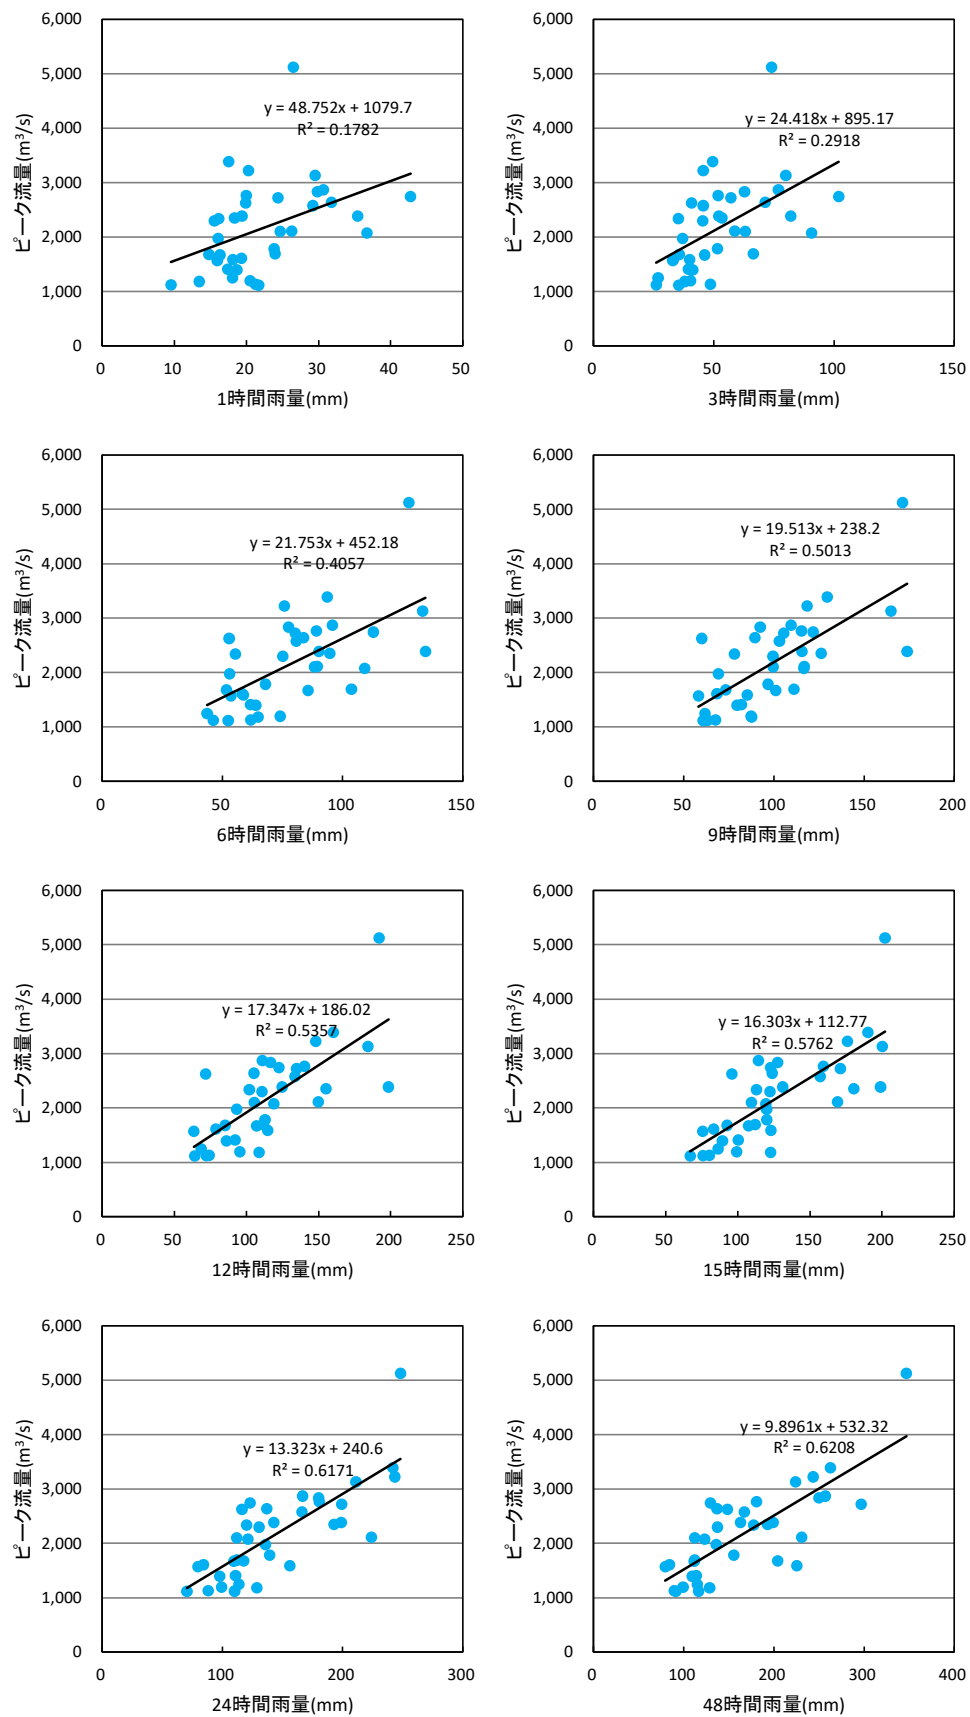 6,000
5,000
4,000
3,000
2,000
1,000
0
ピーク流量(m³/s)
y = 48.752x + 1079.7
R² = 0.1782
0 10 20 30 40 50
1時間雨量(mm)
6,000
5,000
4,000
3,000
2,000
1,000
0
ピーク流量(m³/s)
y = 24.418x + 895.17
R² = 0.2918
0 50 100 150
3時間雨量(mm)
6,000
5,000
4,000
3,000
2,000
1,000
0
ピーク流量(m³/s)
y = 21.753x + 452.18
R² = 0.4057
0 50 100 150
6時間雨量(mm)
6,000
5,000
4,000
3,000
2,000
1,000
0
ピーク流量(m³/s)
y = 19.513x + 238.2
R² = 0.5013
0 50 100 150 200
9時間雨量(mm)
6,000
5,000
4,000
3,000
2,000
1,000
0
ピーク流量(m³/s)
y = 17.347x + 186.02
R² = 0.5357
0 50 100 150 200 250
12時間雨量(mm)
6,000
5,000
4,000
3,000
2,000
1,000
0
ピーク流量(m³/s)
y = 16.303x + 112.77
R² = 0.5762
0 50 100 150 200 250
15時間雨量(mm)
6,000
5,000
4,000
3,000
2,000
1,000
0
ピーク流量(m³/s)
y = 13.323x + 240.6
R² = 0.6171
0 100 200 300
24時間雨量(mm)
6,000
5,000
4,000
3,000
2,000
1,000
0
ピーク流量(m³/s)
y = 9.8961x + 532.32
R² = 0.6208
0 100 200 300 400
48時間雨量(mm)